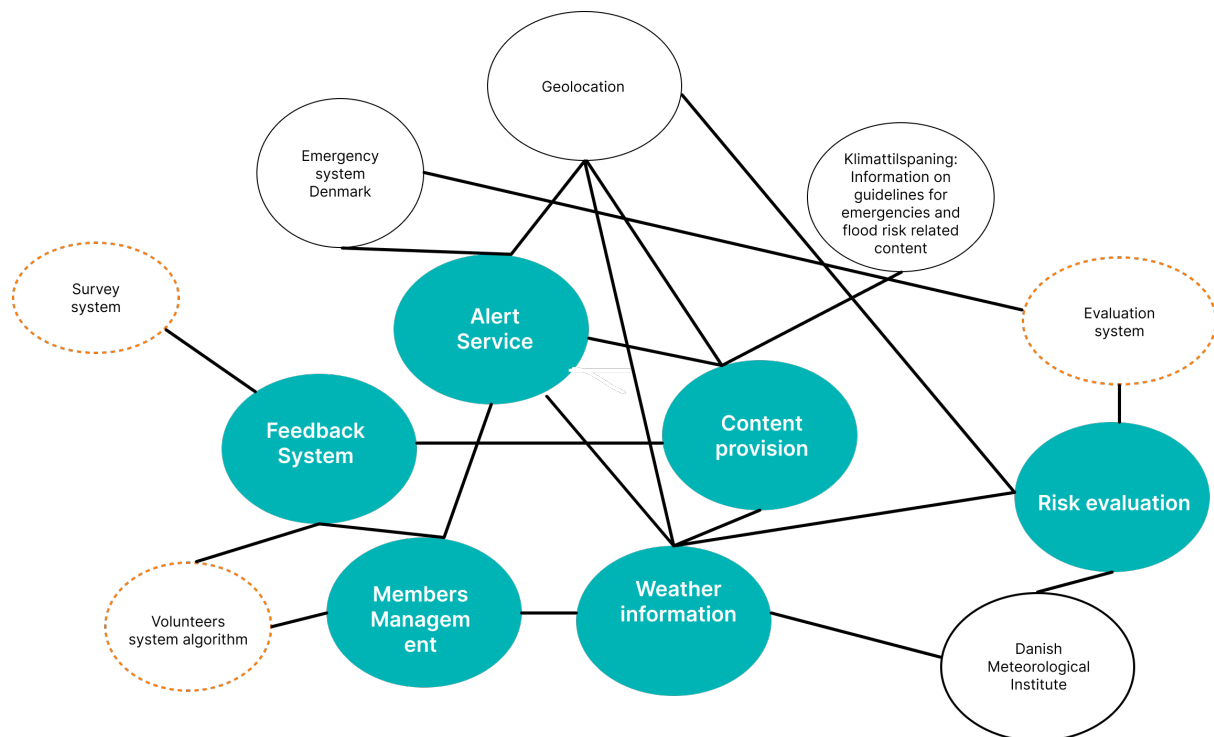 Geolocation
Emergency
system
Denmark
Klimattilspaning:
Information on
guidelines for
emergencies and
flood risk related
content
Survey
system
Alert
Service
Evaluation
system
Feedback
System
Content
provision
Risk evaluation
Members
Managem
ent
Weather
information
Volunteers
system algorithm
Danish
Meteorological
Institute